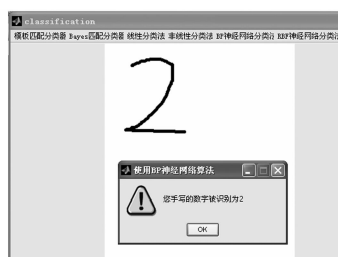 classification
模板匹配分类器 Bayes匹配分类器 线性分类法 非线性分类法 BP神经网络分类法 RBF神经网络分类法
2
使用BP神经网络算法
您手写的数字被识别为2
OK